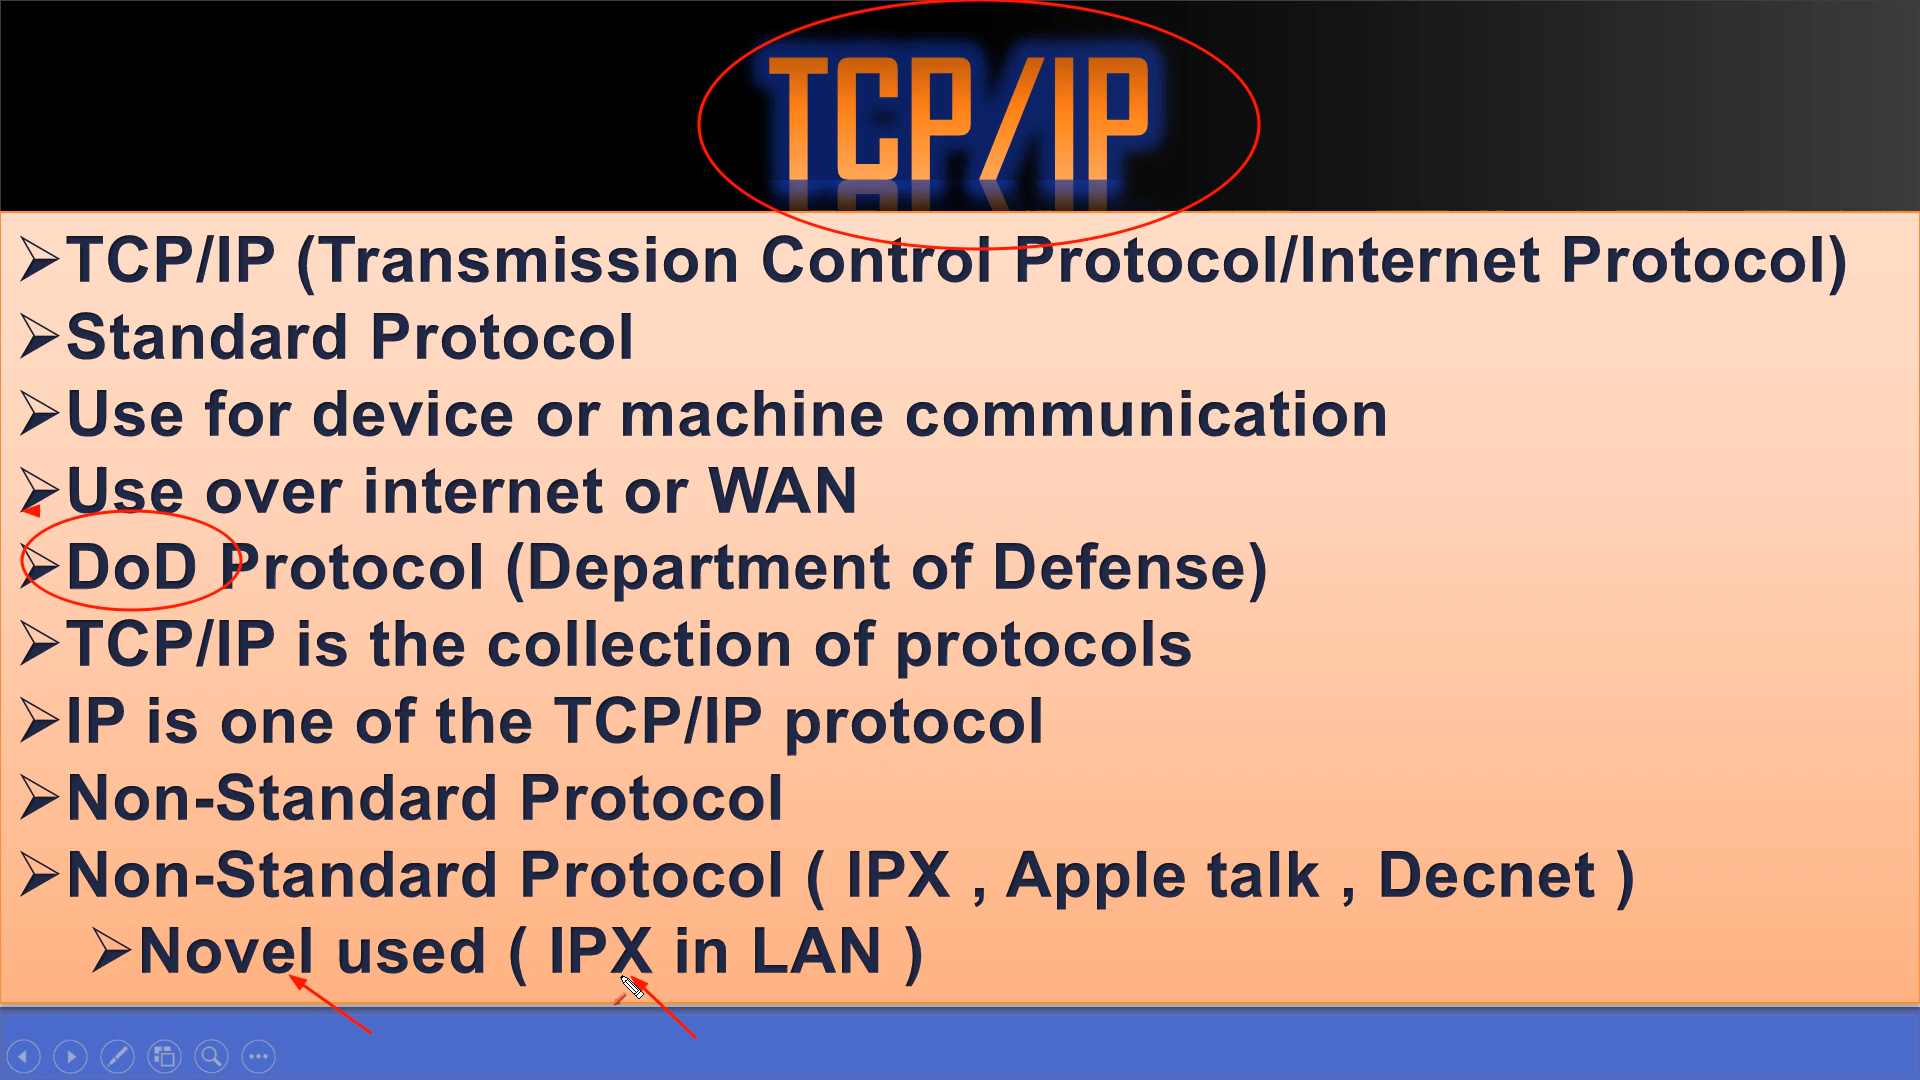 TCP/IP
TCP/IP (Transmission Control Protocol/Internet Protocol)
Standard Protocol
Use for device or machine communication
Use over internet or WAN
DoD Protocol (Department of Defense)
TCP/IP is the collection of protocols
IP is one of the TCP/IP protocol
Non-Standard Protocol
Non-Standard Protocol ( IPX , Apple talk , Decnet )
Novel used ( IPX in LAN )